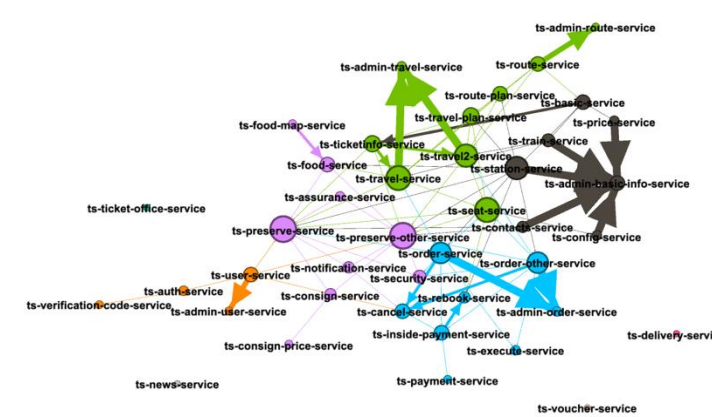 ts-admin-route-service
ts-admin-travel-service
ts-route-service
ts-route-plan-service
ts-basic-service
ts-travel-plan-service
ts-price-service
ts-food-map-service
ts-ticketinfo-service
ts-train-service
ts-travel2-service
ts-food-service
ts-station-service
ts-travel-service
ts-admin-basic-info-service
ts-assurance-service
ts-ticket-office-service
ts-seat-service
ts-contacts-service
ts-preserve-service
ts-preserve-other-service
ts-config-service
ts-order-service
ts-order-other-service
ts-notification-service
ts-user-service
ts-security-service
ts-auth-service
ts-consign-service
ts-rebook-service
ts-verification-code-service
ts-admin-user-service
ts-cancel-service
ts-admin-order-service
ts-inside-payment-service
ts-delivery-servi
ts-consign-price-service
ts-execute-service
ts-news-service
ts-payment-service
ts-voucher-service